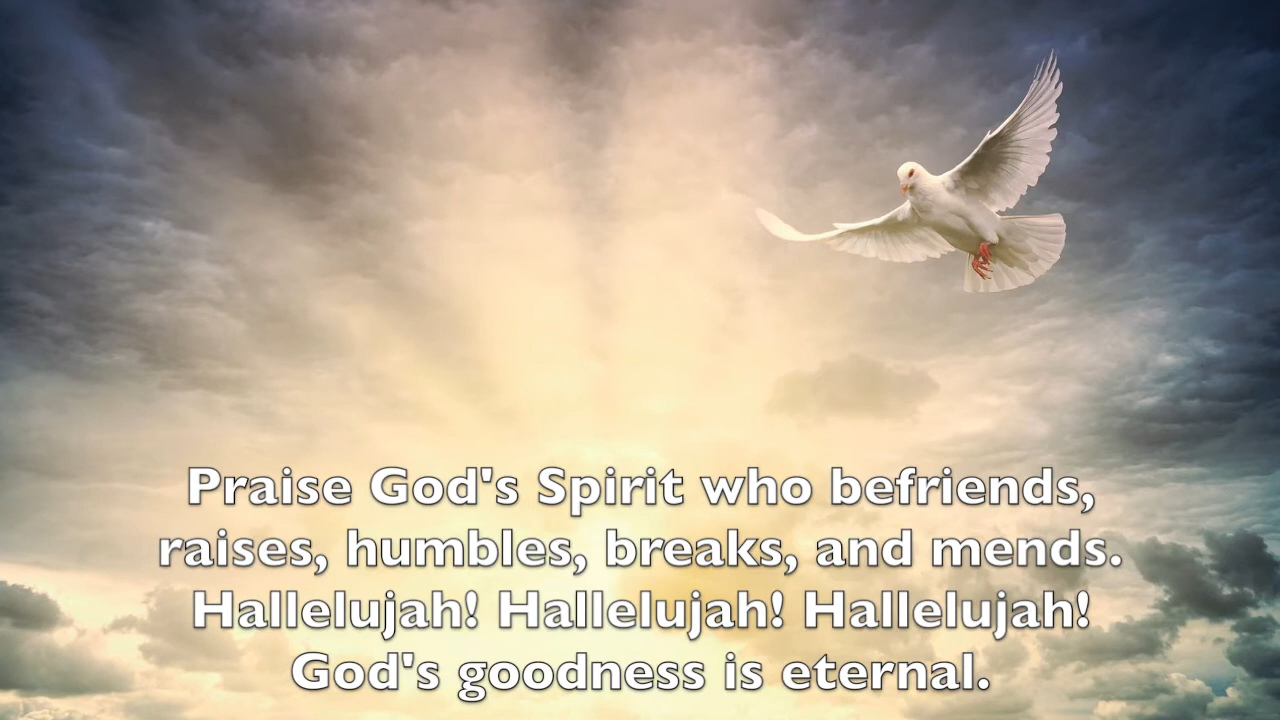 Praise God's Spirit who befriends,
raises, humbles, breaks, and mends.
Hallelujah! Hallelujah! Hallelujah!
God's goodness is eternal.